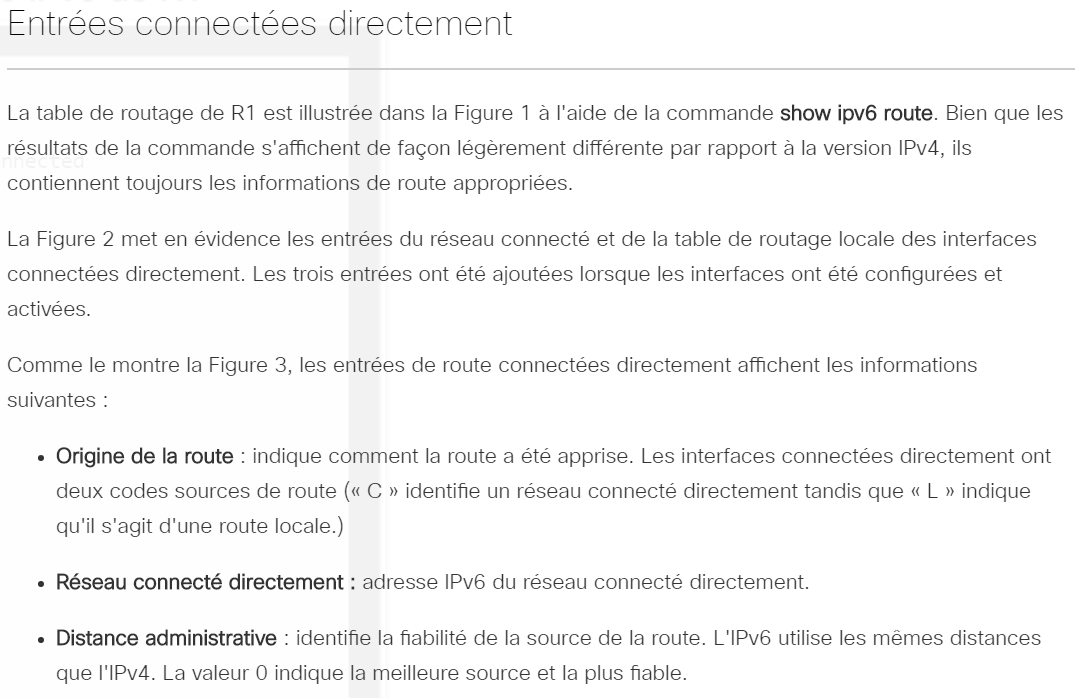 Entrées connectées directement
La table de routage de R1 est illustrée dans la Figure 1 à l'aide de la commande show ipv6 route. Bien que les
résultats de la commande s'affichent de façon légèrement différente par rapport à la version IPv4, ils
contiennent toujours les informations de route appropriées.
La Figure 2 met en évidence les entrées du réseau connecté et de la table de routage locale des interfaces
connectées directement. Les trois entrées ont été ajoutées lorsque les interfaces ont été configurées et
activées.
Comme le montre la Figure 3, les entrées de route connectées directement affichent les informations
suivantes :
• Origine de la route : indique comment la route a été apprise. Les interfaces connectées directement ont
deux codes sources de route (« C » identifie un réseau connecté directement tandis que « L » indique
qu'il s'agit d'une route locale.)
• Réseau connecté directement : adresse IPv6 du réseau connecté directement.
• Distance administrative : identifie la fiabilité de la source de la route. L'IPv6 utilise les mêmes distances
que l'IPv4. La valeur 0 indique la meilleure source et la plus fiable.